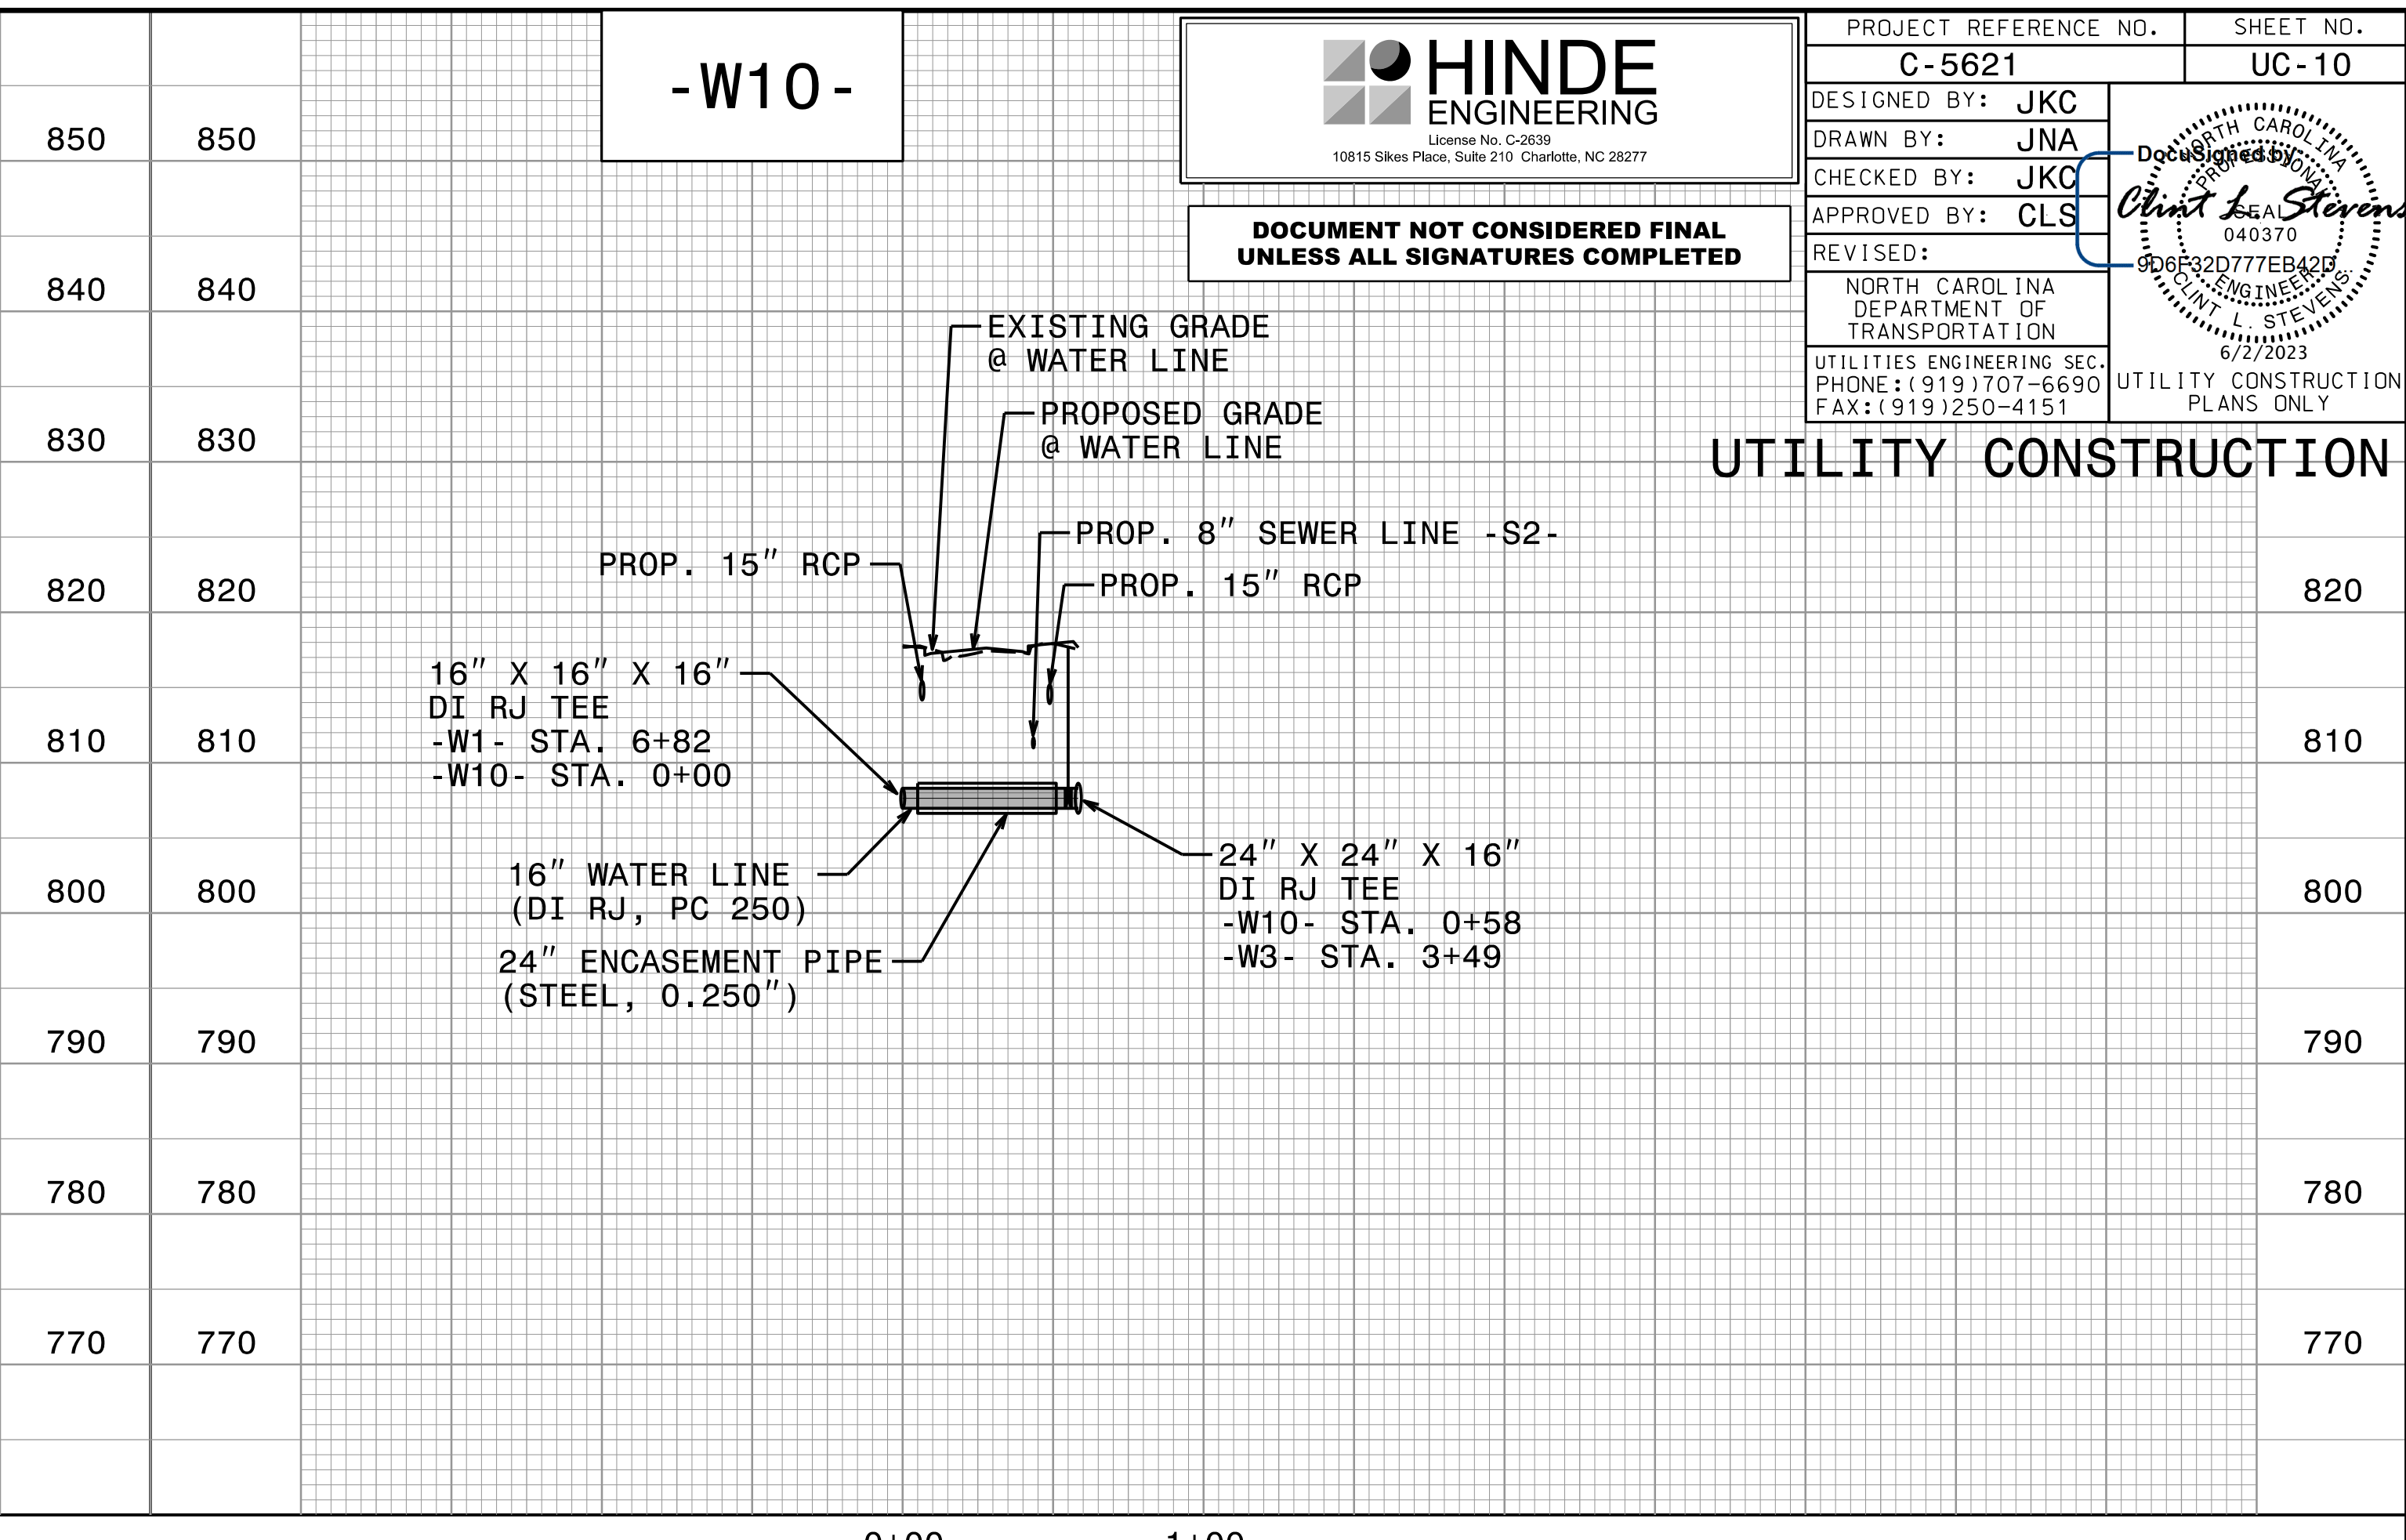 -W10-
HINDE
ENGINEERING
License No. C-2639
10815 Sikes Place, Suite 210 Charlotte, NC 28277
DOCUMENT NOT CONSIDERED FINAL
UNLESS ALL SIGNATURES COMPLETED
PROJECT REFERENCE NO.
SHEET NO.
C-5621
UC-10
DESIGNED BY: JKC
DRAWN BY: JNA
CHECKED BY: JKC
APPROVED BY: CLS
REVISED:
NORTH CAROLINA
DEPARTMENT OF
TRANSPORTATION
UTILITIES ENGINEERING SEC.
PHONE:(919)707-6690
FAX:(919)250-4151
NORTH CAROLINA
PROFESSIONAL
DocuSigned by:
Clint L. Stevens
SEAL
040370
9D6F32D777EB42D...
ENGINEER
CLINT L. STEVENS
6/2/2023
UTILITY CONSTRUCTION
PLANS ONLY
UTILITY CONSTRUCTION
850 850
840 840
830 830
820 820 820
810 810 810
800 800 800
790 790 790
780 780 780
770 770 770
EXISTING GRADE
@ WATER LINE
PROPOSED GRADE
@ WATER LINE
PROP. 8" SEWER LINE -S2-
PROP. 15" RCP
PROP. 15" RCP
16" X 16" X 16"
DI RJ TEE
-W1- STA. 6+82
-W10- STA. 0+00
16" WATER LINE
(DI RJ, PC 250)
24" ENCASEMENT PIPE
(STEEL, 0.250")
24" X 24" X 16"
DI RJ TEE
-W10- STA. 0+58
-W3- STA. 3+49
0+00 1+00